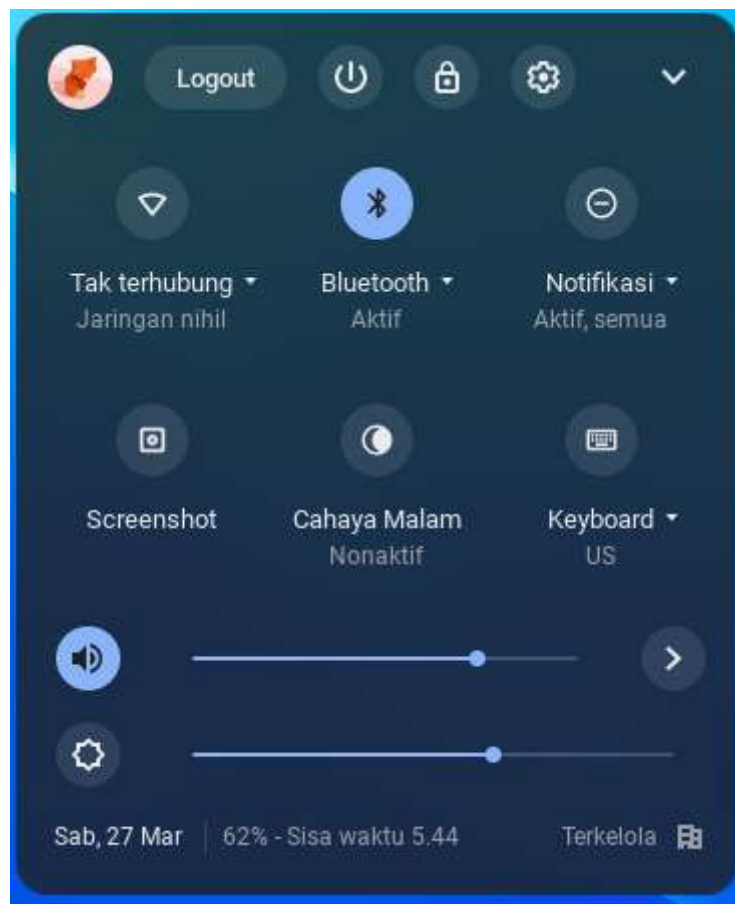 Logout
Tak terhubung
Jaringan nihil
Bluetooth
Aktif
Notifikasi
Aktif, semua
Screenshot
Cahaya Malam
Nonaktif
Keyboard
US
Sab, 27 Mar
62% - Sisa waktu 5.44
Terkelola